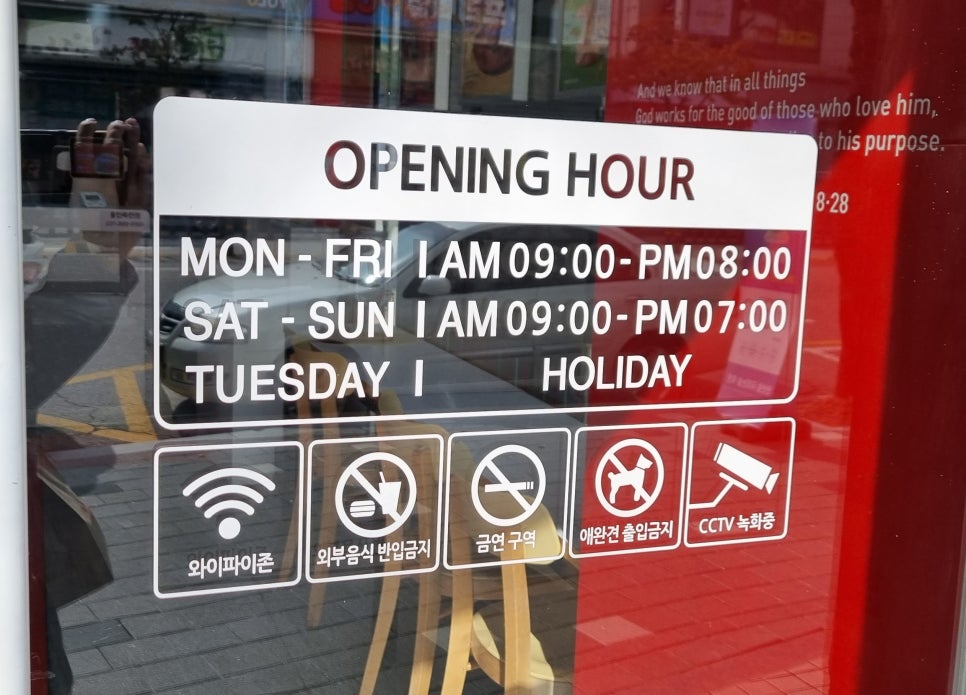 And we know that in all things
God works for the good of those who love him,
to his purpose.
8:28
OPENING HOUR
MON - FRI | AM 09:00 - PM 08:00
SAT - SUN | AM 09:00 - PM 07:00
TUESDAY | HOLIDAY
와이파이존
외부음식 반입금지
금연 구역
애완견 출입금지
CCTV 녹화중